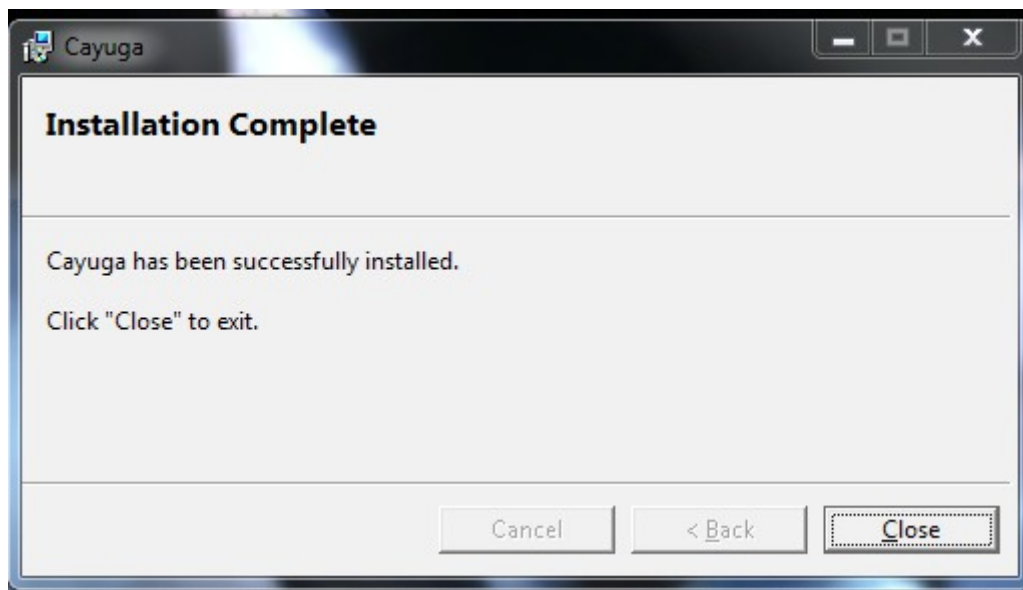 Cayuga
Installation Complete
Cayuga has been successfully installed.
Click "Close" to exit.
Cancel
< Back
Close